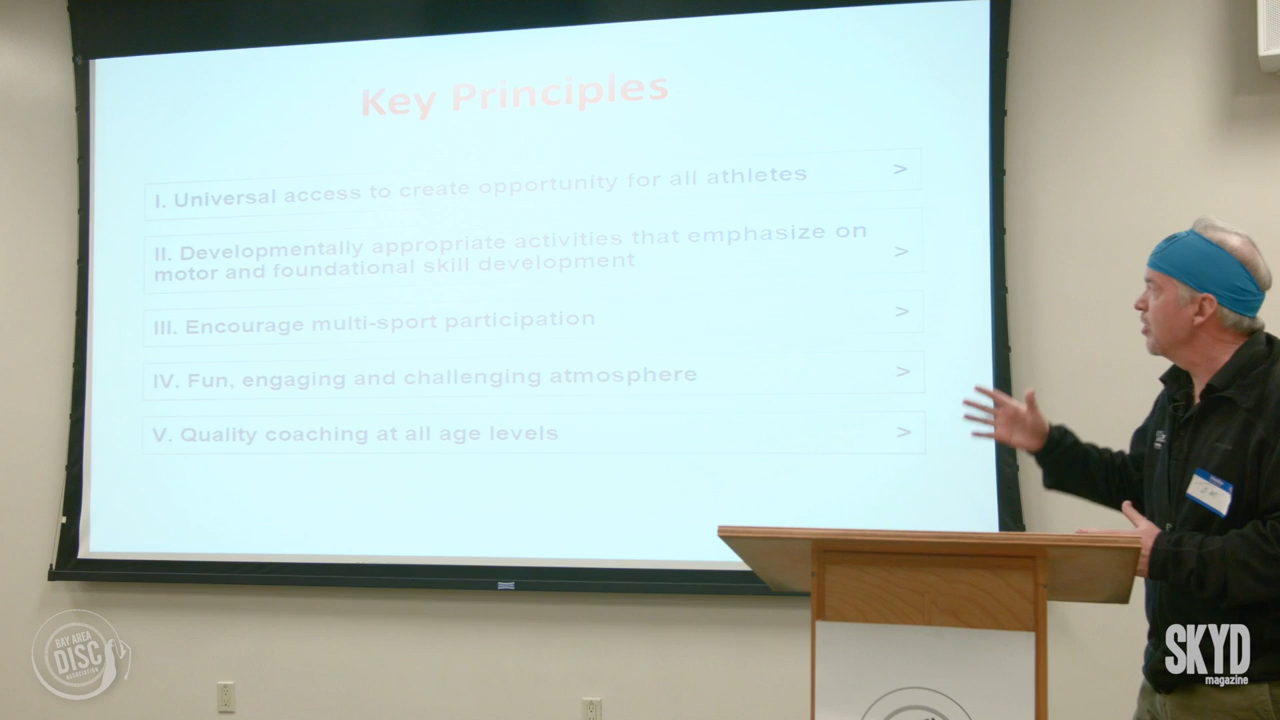 Key Principles
I. Universal access to create opportunity for all athletes >
II. Developmentally appropriate activities that emphasize on
motor and foundational skill development >
III. Encourage multi-sport participation >
IV. Fun, engaging and challenging atmosphere >
V. Quality coaching at all age levels >
BAY AREA
DISC
ASSOCIATION
SKYD
magazine